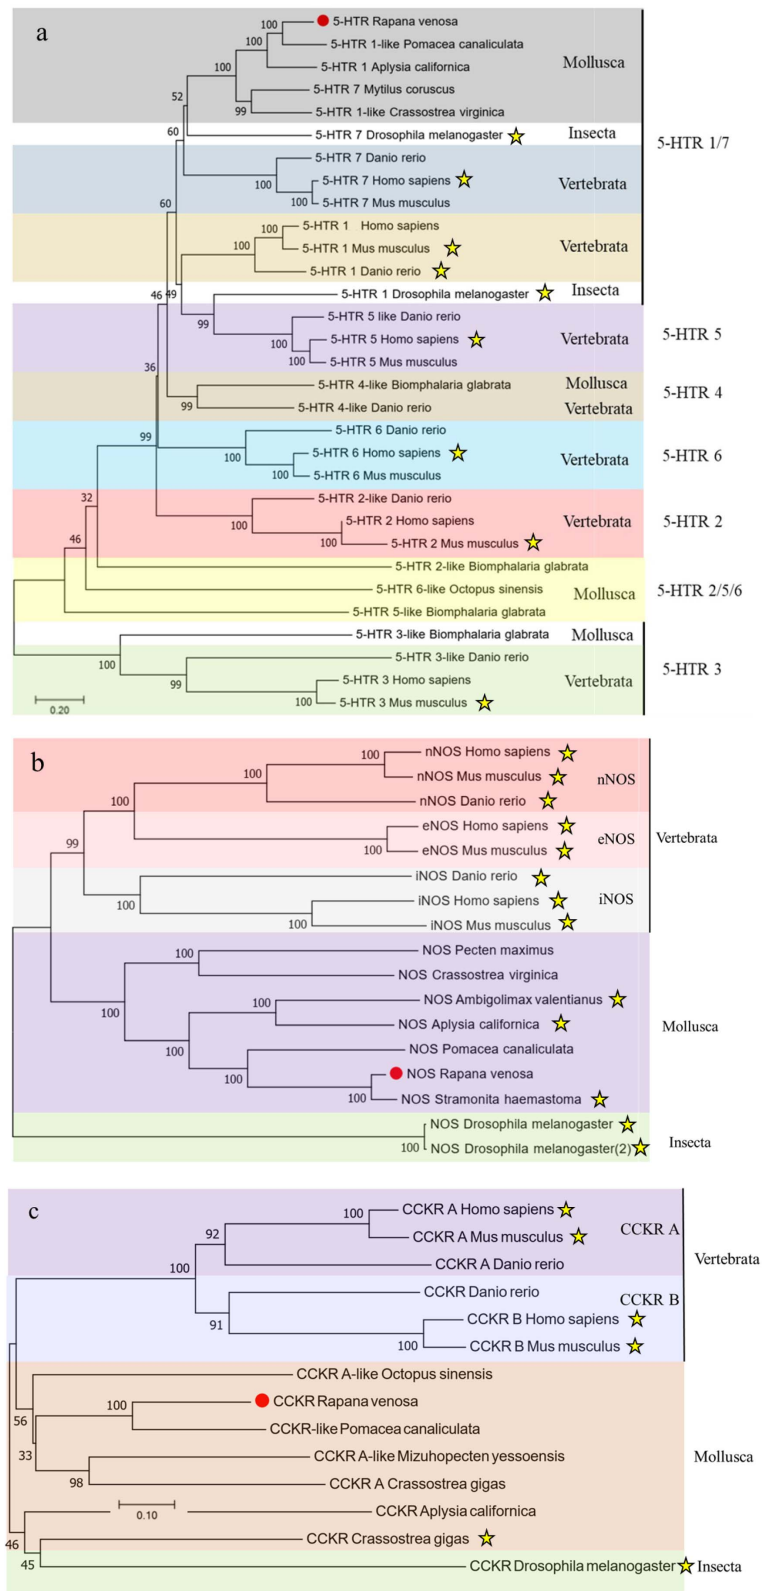 a
100
100
100
100
99
52
60
60
46
49
36
99
32
46
100
100
100
100
99
100
100
99
100
100
100
100
100
99
100
0.20
5-HTR Rapana venosa
5-HTR 1-like Pomacea canaliculata
5-HTR 1 Aplysia californica
5-HTR 7 Mytilus coruscus
5-HTR 1-like Crassostrea virginica
Mollusca
5-HTR 7 Drosophila melanogaster
Insecta
5-HTR 1/7
5-HTR 7 Danio rerio
5-HTR 7 Homo sapiens
5-HTR 7 Mus musculus
Vertebrata
5-HTR 1 Homo sapiens
5-HTR 1 Mus musculus
5-HTR 1 Danio rerio
Vertebrata
5-HTR 1 Drosophila melanogaster
Insecta
5-HTR 5 like Danio rerio
5-HTR 5 Homo sapiens
5-HTR 5 Mus musculus
Vertebrata
5-HTR 5
5-HTR 4-like Biomphalaria glabrata
Mollusca
5-HTR 4-like Danio rerio
Vertebrata
5-HTR 4
5-HTR 6 Danio rerio
5-HTR 6 Homo sapiens
5-HTR 6 Mus musculus
Vertebrata
5-HTR 6
5-HTR 2-like Danio rerio
5-HTR 2 Homo sapiens
5-HTR 2 Mus musculus
Vertebrata
5-HTR 2
5-HTR 2-like Biomphalaria glabrata
5-HTR 6-like Octopus sinensis
5-HTR 5-like Biomphalaria glabrata
Mollusca
5-HTR 2/5/6
5-HTR 3-like Biomphalaria glabrata
Mollusca
5-HTR 3-like Danio rerio
5-HTR 3 Homo sapiens
5-HTR 3 Mus musculus
Vertebrata
5-HTR 3
b
100
100
100
99
100
100
100
100
100
100
100
100
100
100
nNOS Homo sapiens
nNOS Mus musculus
nNOS Danio rerio
nNOS
eNOS Homo sapiens
eNOS Mus musculus
eNOS
Vertebrata
iNOS Danio rerio
iNOS Homo sapiens
iNOS Mus musculus
iNOS
NOS Pecten maximus
NOS Crassostrea virginica
NOS Ambigolimax valentianus
NOS Aplysia californica
NOS Pomacea canaliculata
NOS Rapana venosa
NOS Stramonita haemastoma
Mollusca
NOS Drosophila melanogaster
NOS Drosophila melanogaster(2)
Insecta
c
100
92
100
91
100
56
100
33
98
46
45
0.10
CCKR A Homo sapiens
CCKR A Mus musculus
CCKR A Danio rerio
CCKR A
Vertebrata
CCKR Danio rerio
CCKR B Homo sapiens
CCKR B Mus musculus
CCKR B
CCKR A-like Octopus sinensis
CCKR Rapana venosa
CCKR-like Pomacea canaliculata
CCKR A-like Mizuhopecten yessoensis
CCKR A Crassostrea gigas
CCKR Aplysia californica
CCKR Crassostrea gigas
Mollusca
CCKR Drosophila melanogaster
Insecta